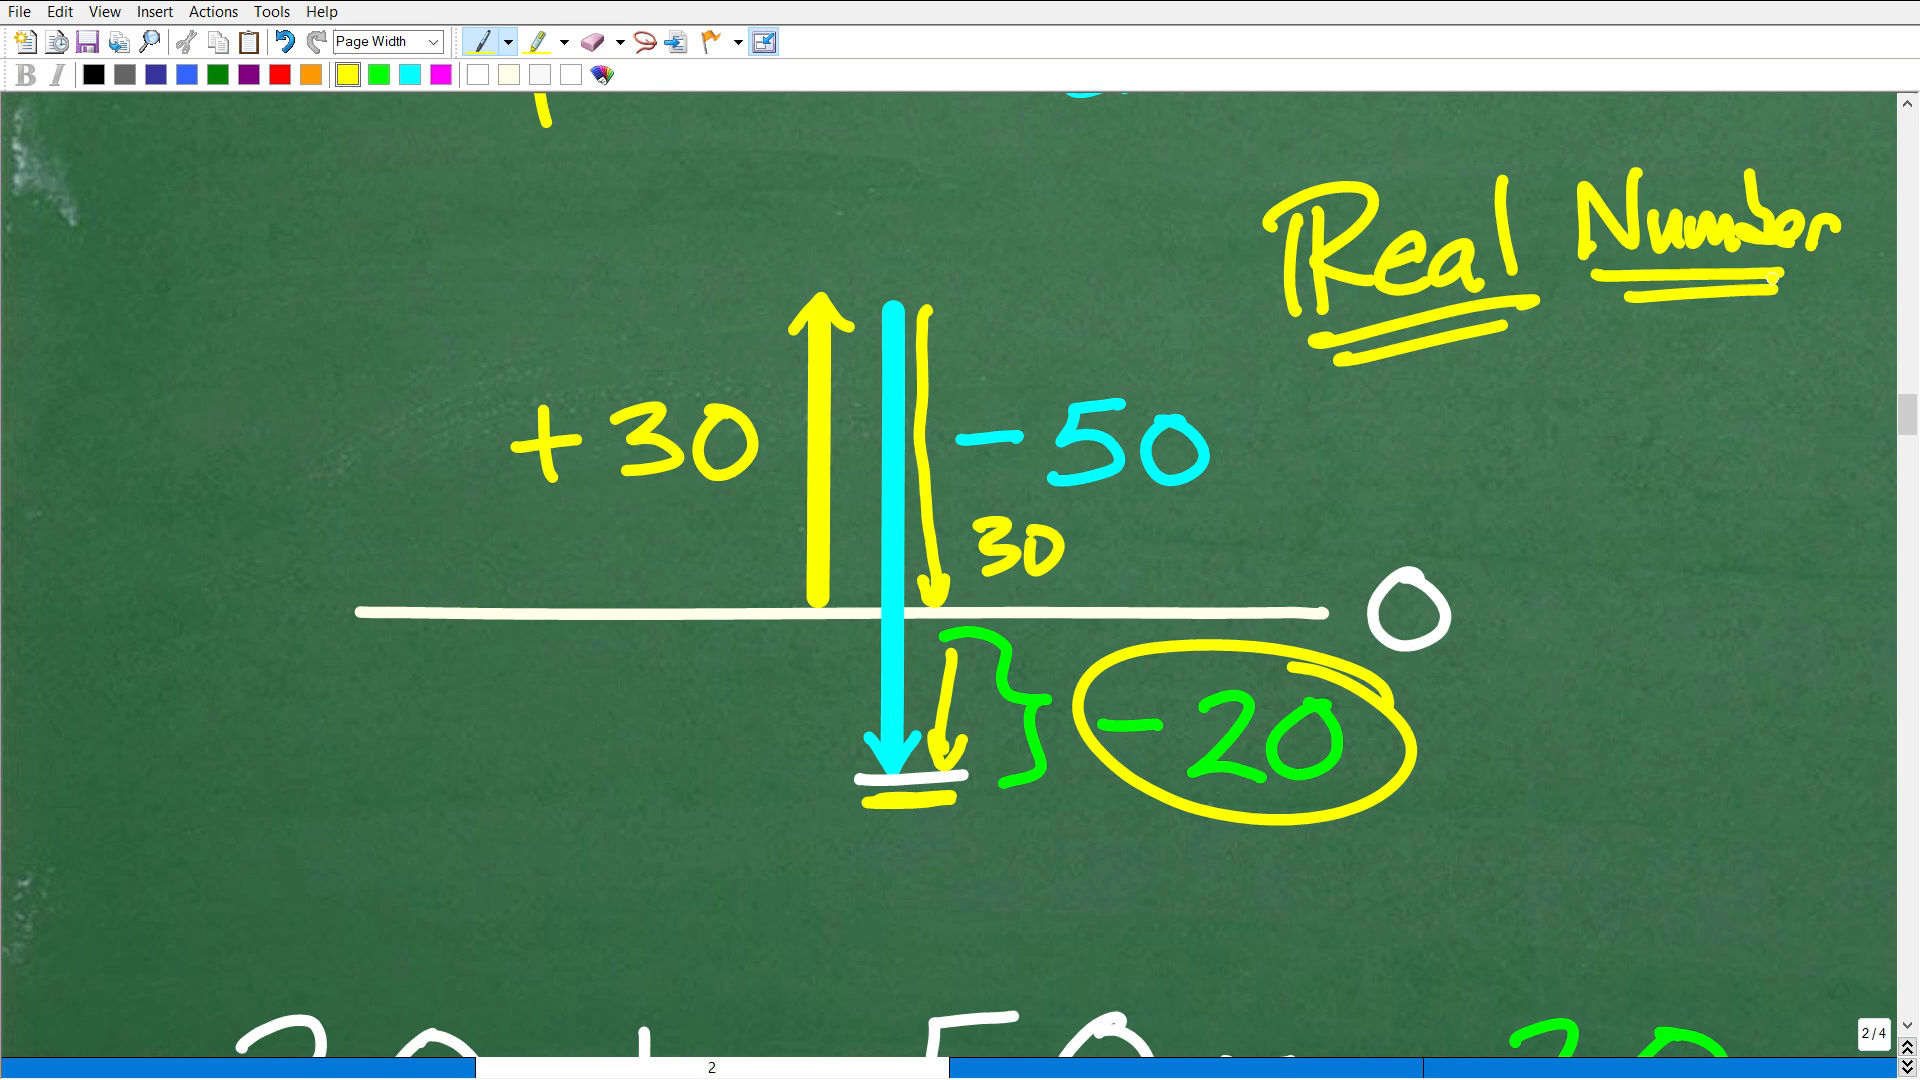 File Edit View Insert Actions Tools Help
Page Width
B I
Real Number
+30
-50
30
0
-20
2/4
2